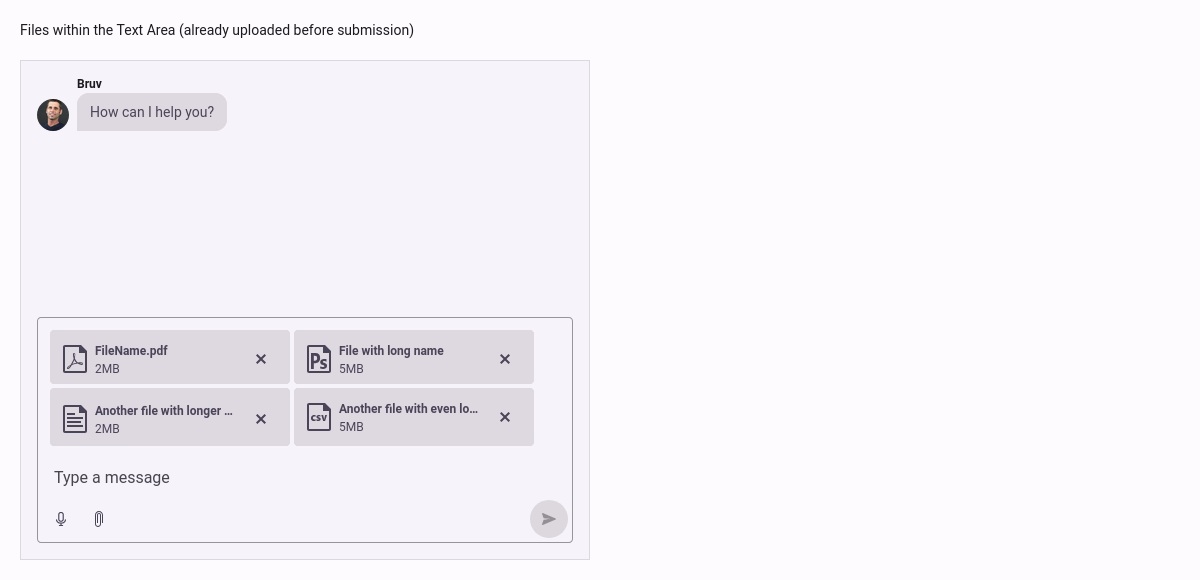 Files within the Text Area (already uploaded before submission)
Bruv
How can I help you?
FileName.pdf
2MB
Ps
File with long name
5MB
Another file with longer ...
2MB
csv
Another file with even lo...
5MB
Type a message